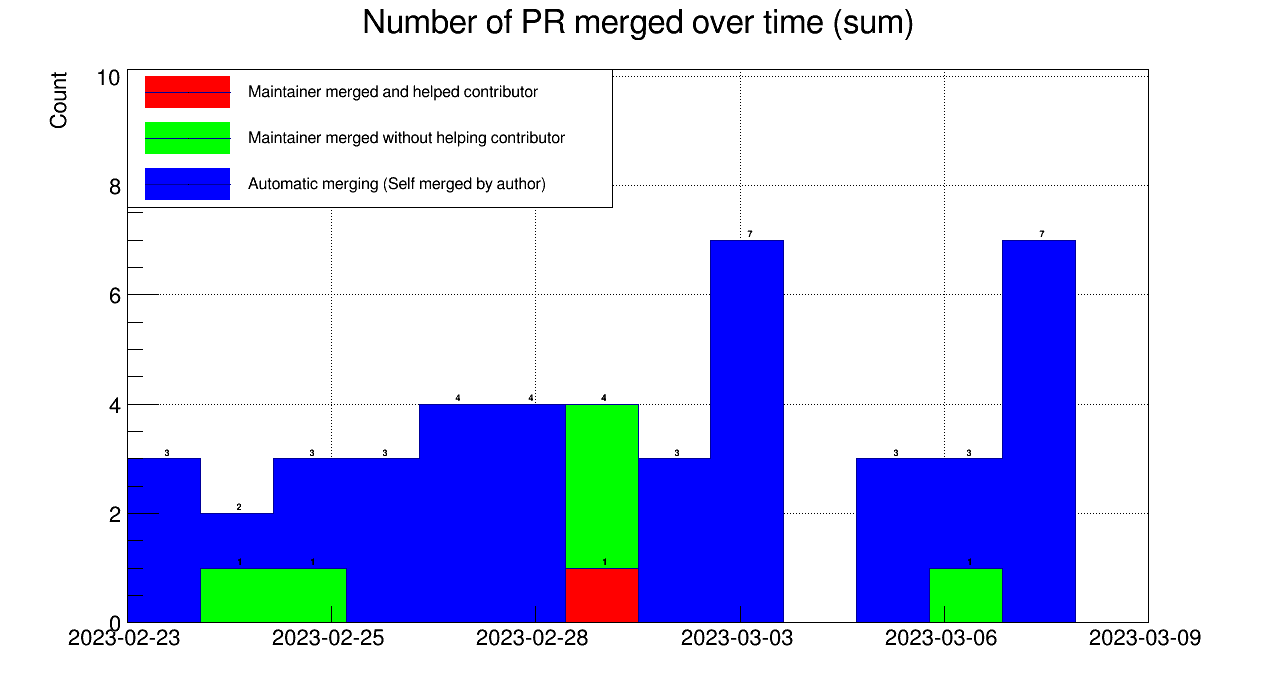 Number of PR merged over time (sum)
Count
10
8
6
4
2
0
Maintainer merged and helped contributor
Maintainer merged without helping contributor
Automatic merging (Self merged by author)
7 7
4 4 4
3 3 3 3 3 3
2
1 1 1 1
2023-02-23 2023-02-25 2023-02-28 2023-03-03 2023-03-06 2023-03-09